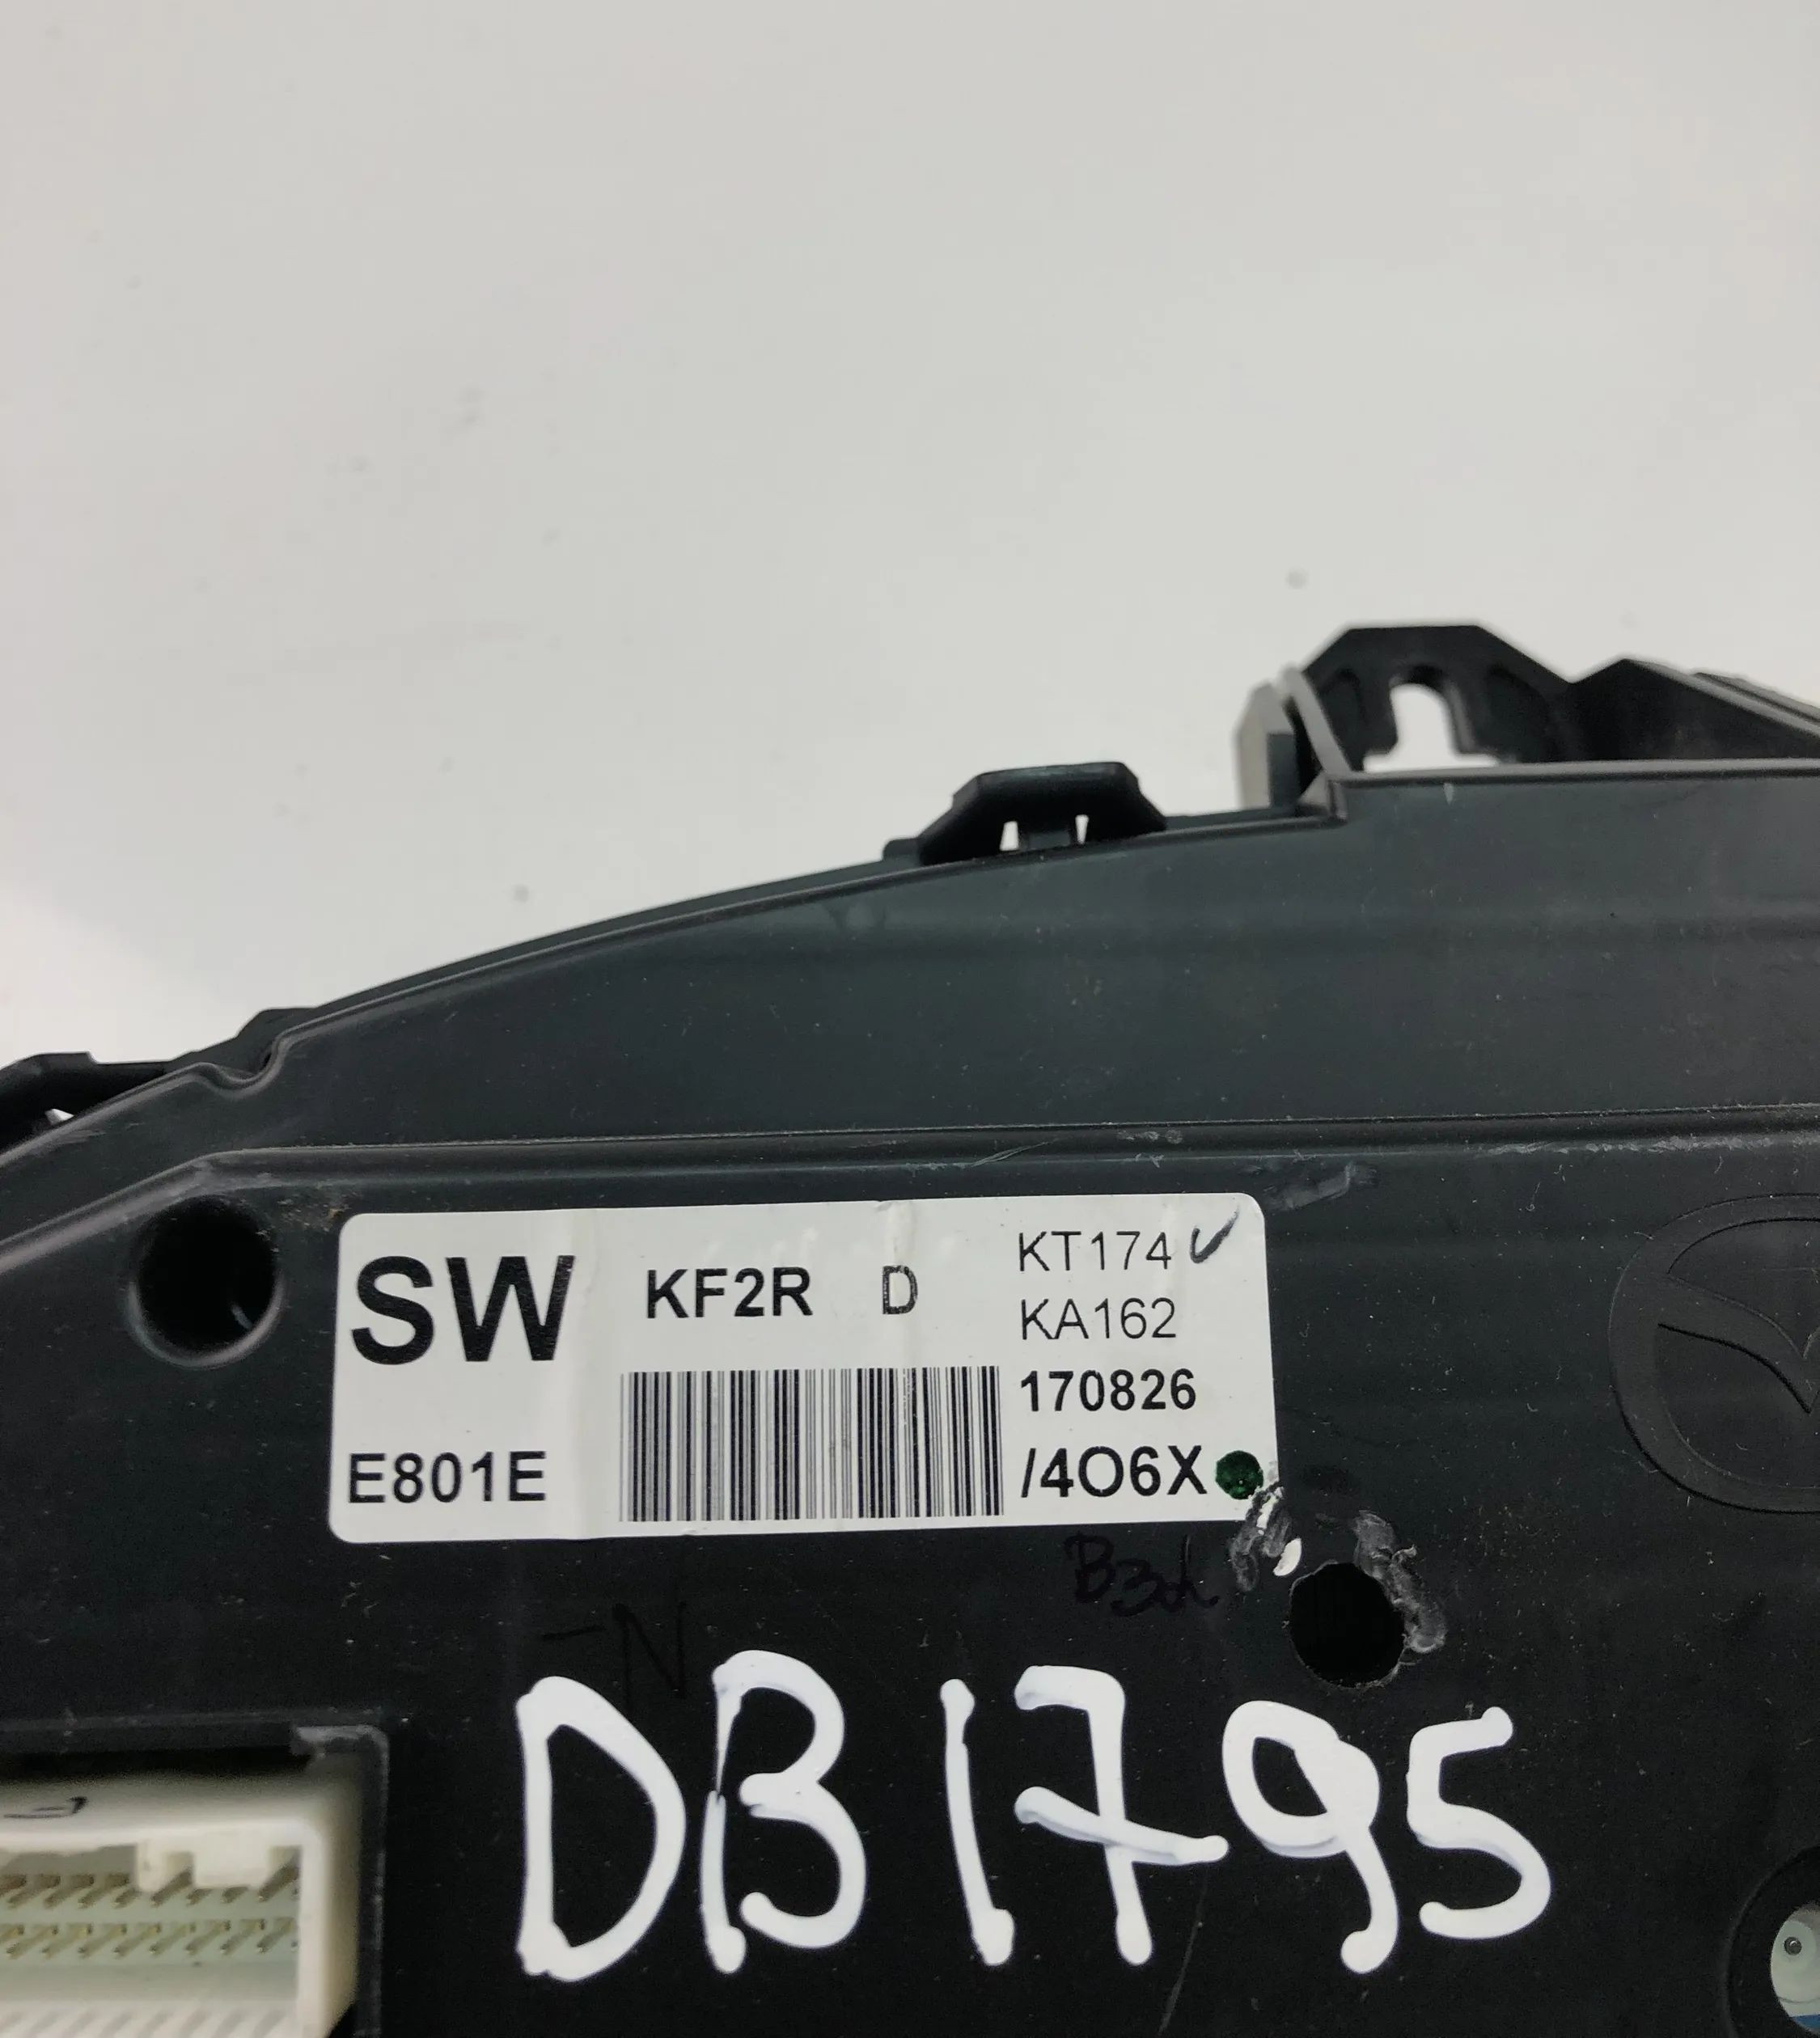 SW KF2R D KT174
KA162
170826
E801E /4O6X
DB1795